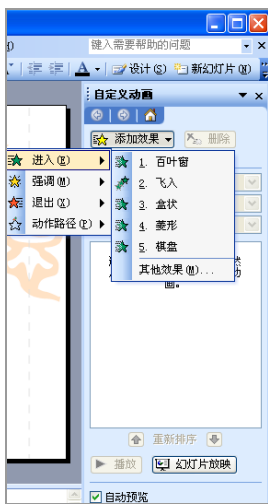 键入需要帮助的问题
A 设计(S) 新幻灯片(N)
自定义动画
添加效果 删除
进入(E)
强调(M)
退出(X)
动作路径(P)
1. 百叶窗
2. 飞入
3. 盒状
4. 菱形
5. 棋盘
其他效果(M)...
画。
重新排序
播放 幻灯片放映
自动预览